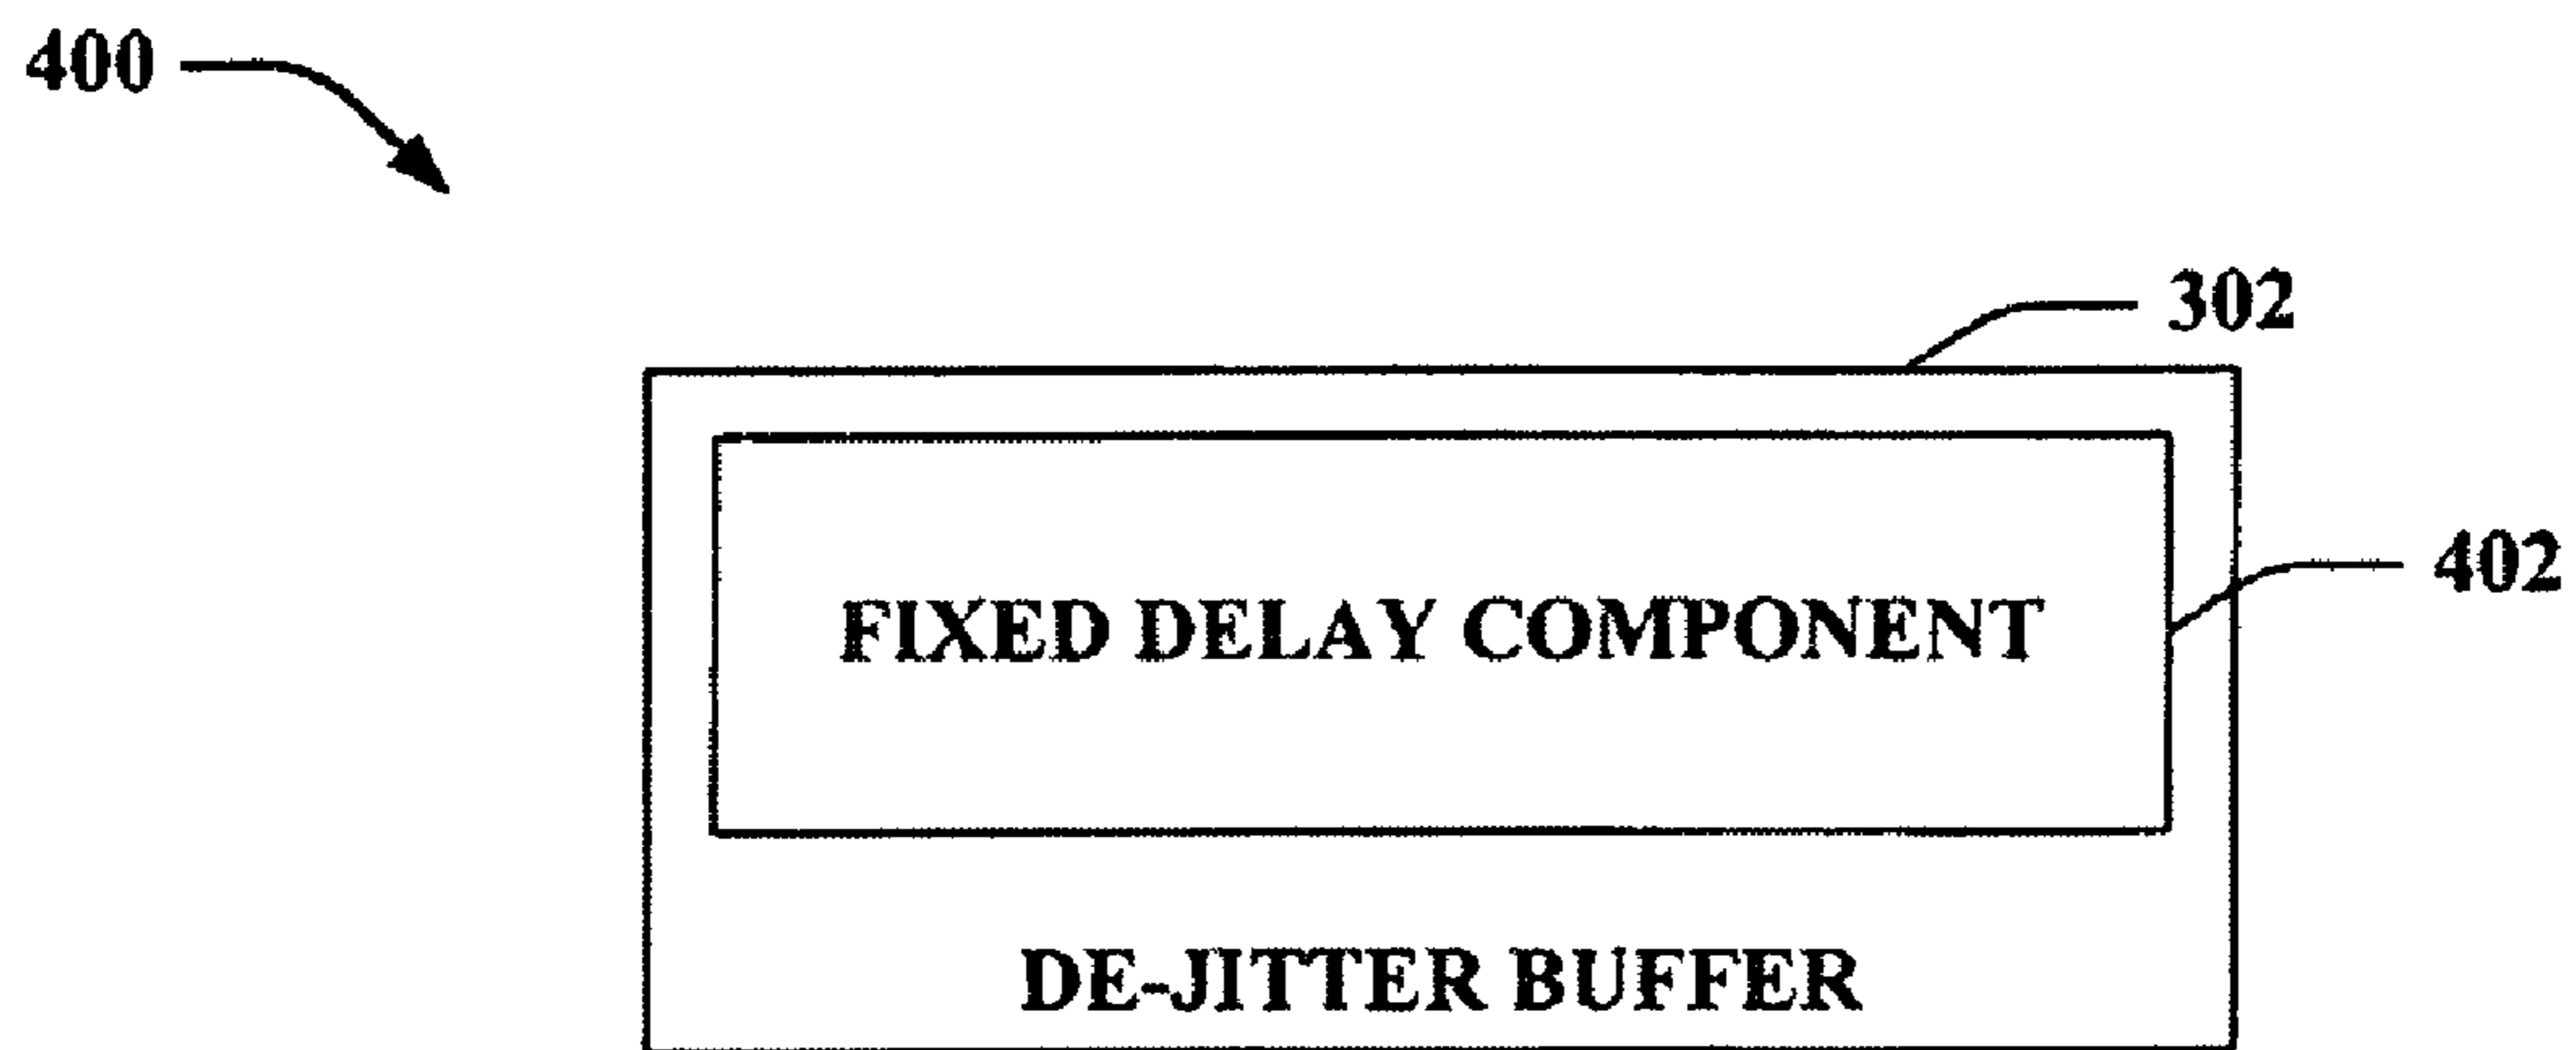 400
302
402
FIXED DELAY COMPONENT
DE-JITTER BUFFER